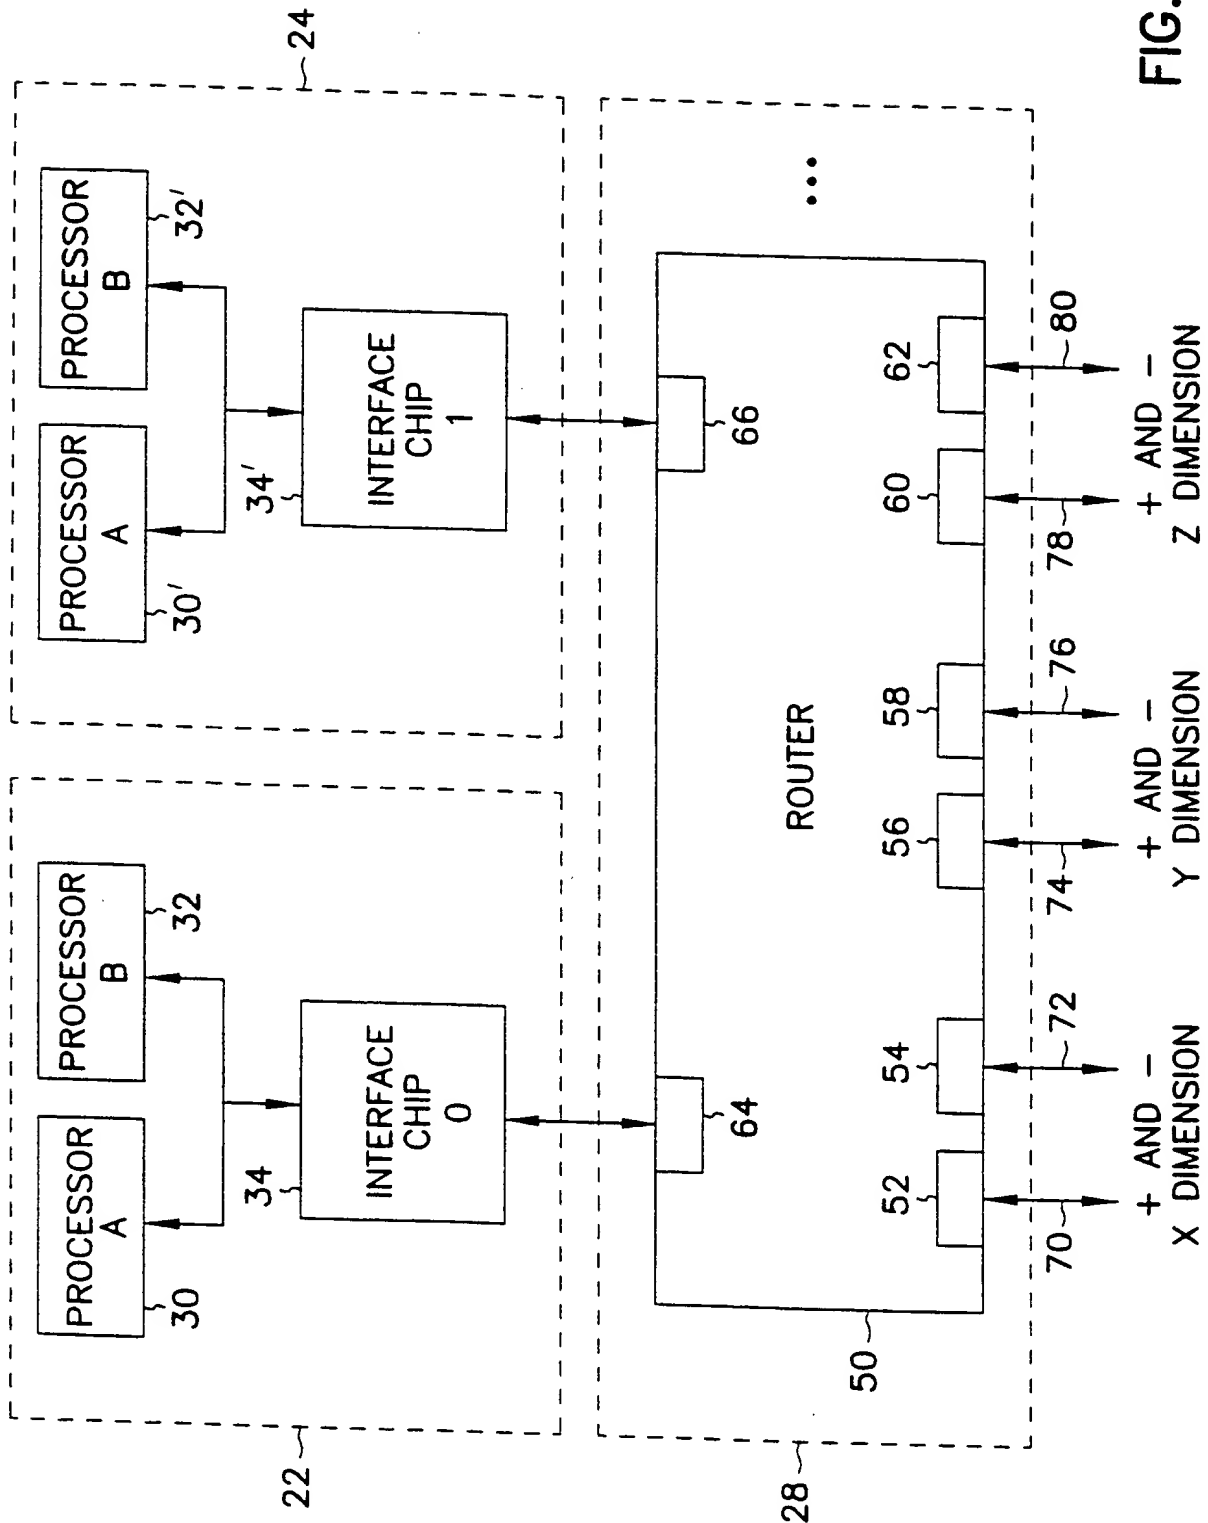 24
PROCESSOR
A
30
PROCESSOR
B
32
PROCESSOR
A
30'
PROCESSOR
B
32'
34
INTERFACE
CHIP
0
34'
INTERFACE
CHIP
1
22
64
66
ROUTER
...
52
54
56
58
60
62
50
28
70
72
74
76
78
80
+ AND −
X DIMENSION
+ AND −
Y DIMENSION
+ AND −
Z DIMENSION
FIG.